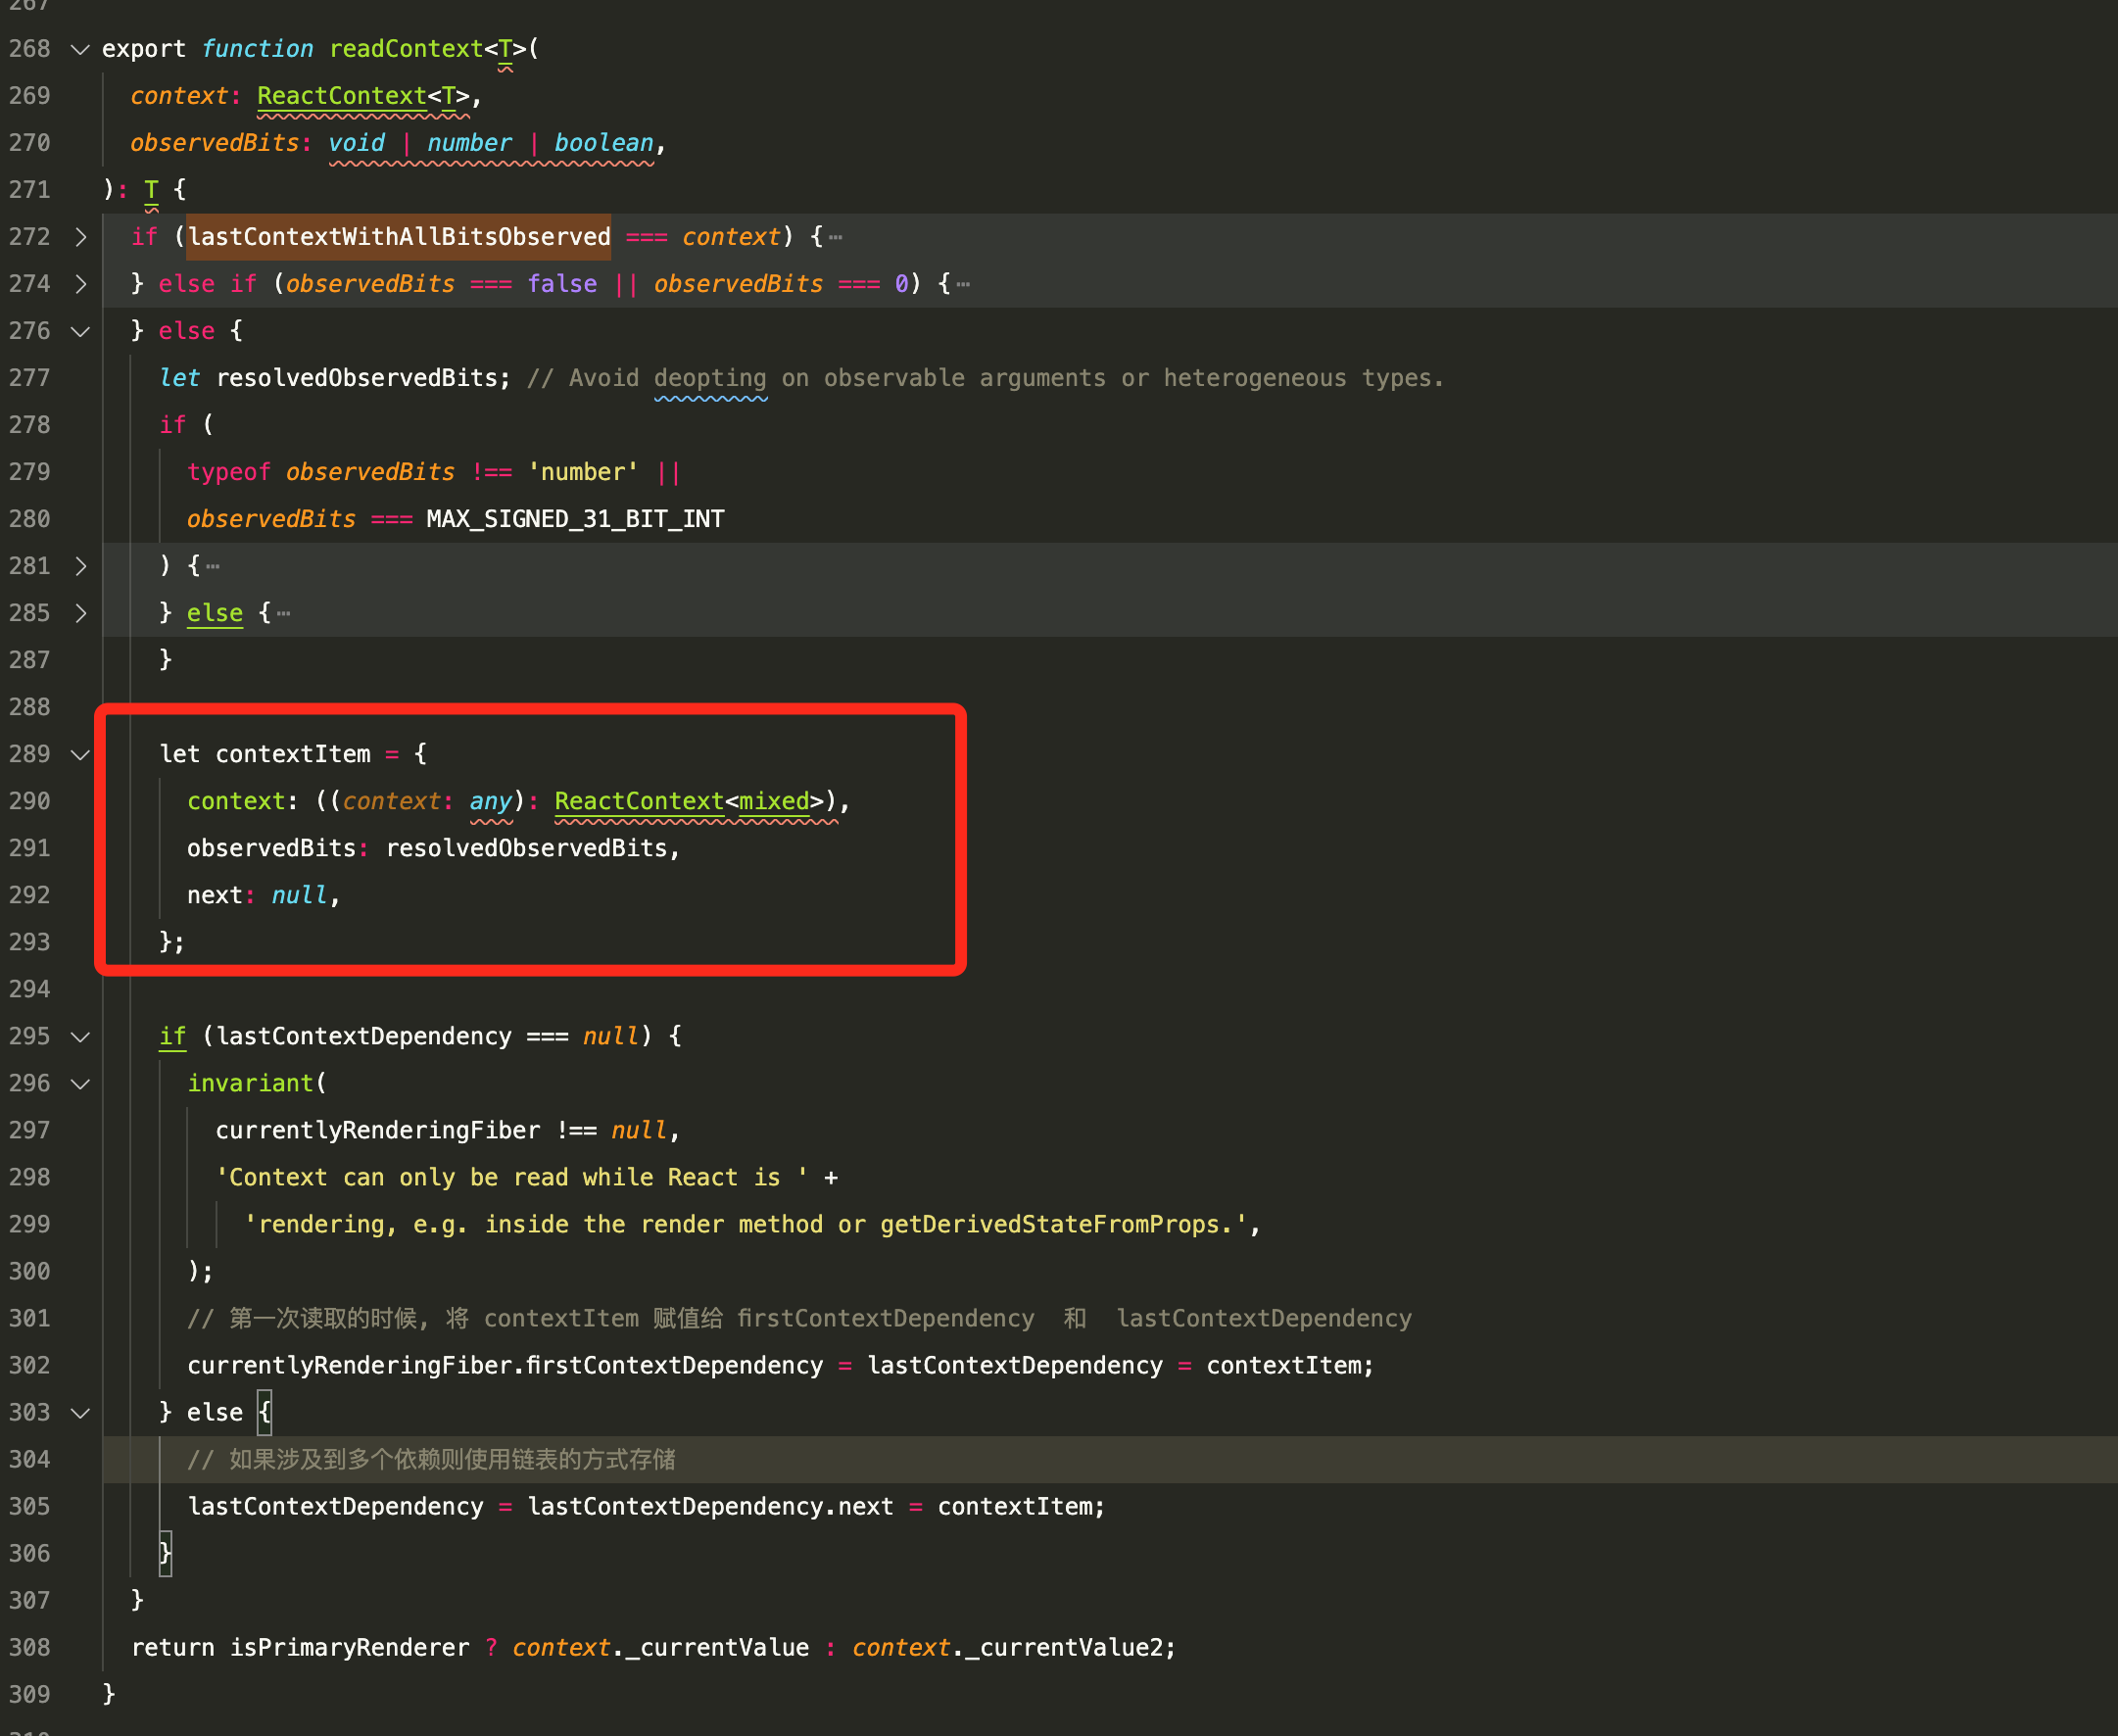 267
268 export function readContext<T>(
269 context: ReactContext<T>,
270 observedBits: void | number | boolean,
271 ): T {
272 if (lastContextWithAllBitsObserved === context) {⋯
274 } else if (observedBits === false || observedBits === 0) {⋯
276 } else {
277 let resolvedObservedBits; // Avoid deopting on observable arguments or heterogeneous types.
278 if (
279 typeof observedBits !== 'number' ||
280 observedBits === MAX_SIGNED_31_BIT_INT
281 ) {⋯
285 } else {⋯
287 }
288
289 let contextItem = {
290 context: ((context: any): ReactContext<mixed>),
291 observedBits: resolvedObservedBits,
292 next: null,
293 };
294
295 if (lastContextDependency === null) {
296 invariant(
297 currentlyRenderingFiber !== null,
298 'Context can only be read while React is ' +
299 'rendering, e.g. inside the render method or getDerivedStateFromProps.',
300 );
301 // 第一次读取的时候, 将 contextItem 赋值给 firstContextDependency 和 lastContextDependency
302 currentlyRenderingFiber.firstContextDependency = lastContextDependency = contextItem;
303 } else {
304 // 如果涉及到多个依赖则使用链表的方式存储
305 lastContextDependency = lastContextDependency.next = contextItem;
306 }
307 }
308 return isPrimaryRenderer ? context._currentValue : context._currentValue2;
309 }
310